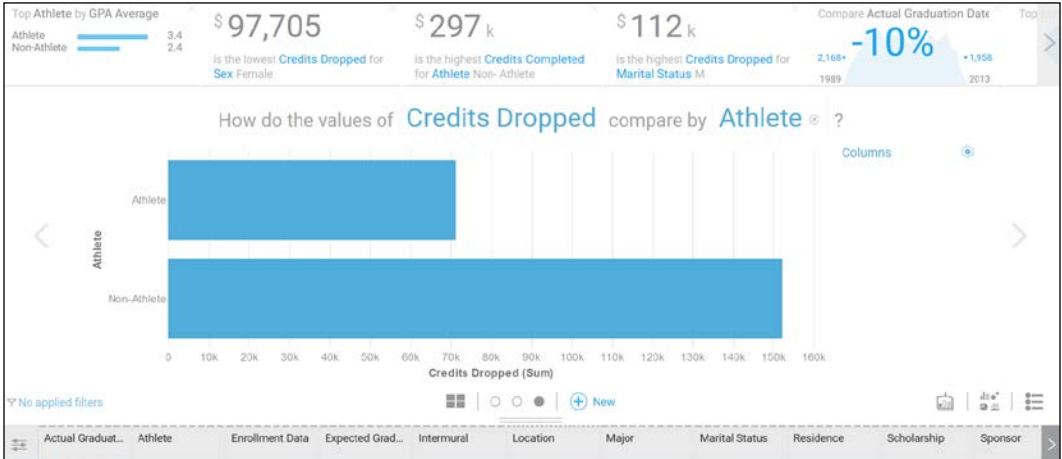 Top Athlete by GPA Average
Athlete 3.4
Non-Athlete 2.4
$97,705
is the lowest Credits Dropped for
Sex Female
$297 k
is the highest Credits Completed
for Athlete Non- Athlete
$112 k
is the highest Credits Dropped for
Marital Status M
Compare Actual Graduation Date
-10%
2,168
1,958
1989
2013
Top
How do the values of Credits Dropped compare by Athlete ?
Columns
Athlete
Athlete
Non-Athlete
0 10k 20k 30k 40k 50k 60k 70k 80k 90k 100k 110k 120k 130k 140k 150k 160k
Credits Dropped (Sum)
No applied filters
New
Actual Graduat... Athlete Enrollment Data Expected Grad... Intermural Location Major Marital Status Residence Scholarship Sponsor